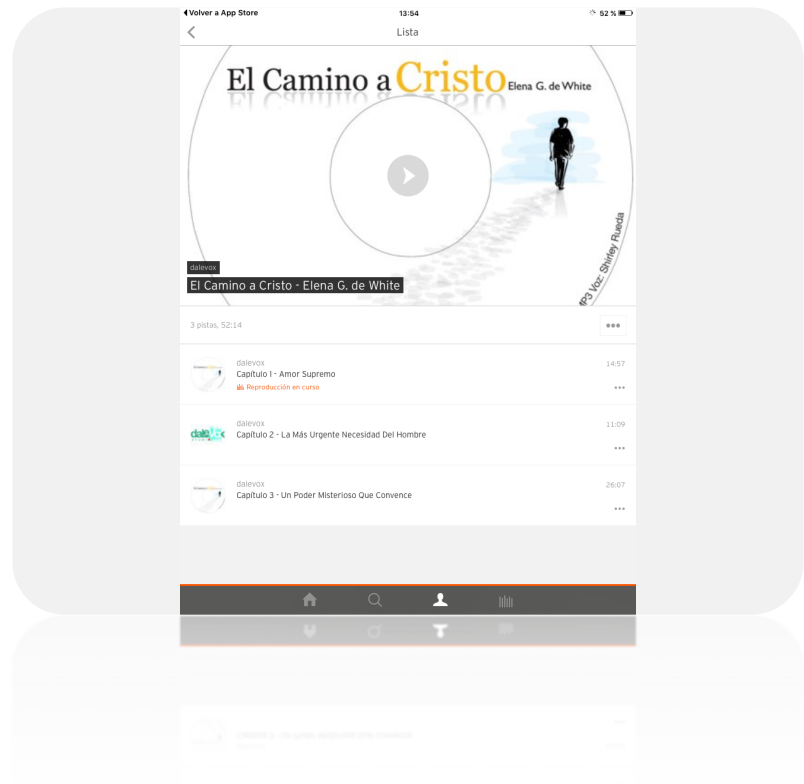 Volver a App Store 13:54 52 %
Lista
El Camino a Cristo Elena G. de White
MP3 Voz: Shirley Rueda
dalevox
El Camino a Cristo - Elena G. de White
3 pistas, 52:14
dalevox 14:57
Capítulo 1 - Amor Supremo
Reproducción en curso
dalevox 11:09
Capítulo 2 - La Más Urgente Necesidad Del Hombre
dalevox 26:07
Capítulo 3 - Un Poder Misterioso Que Convence